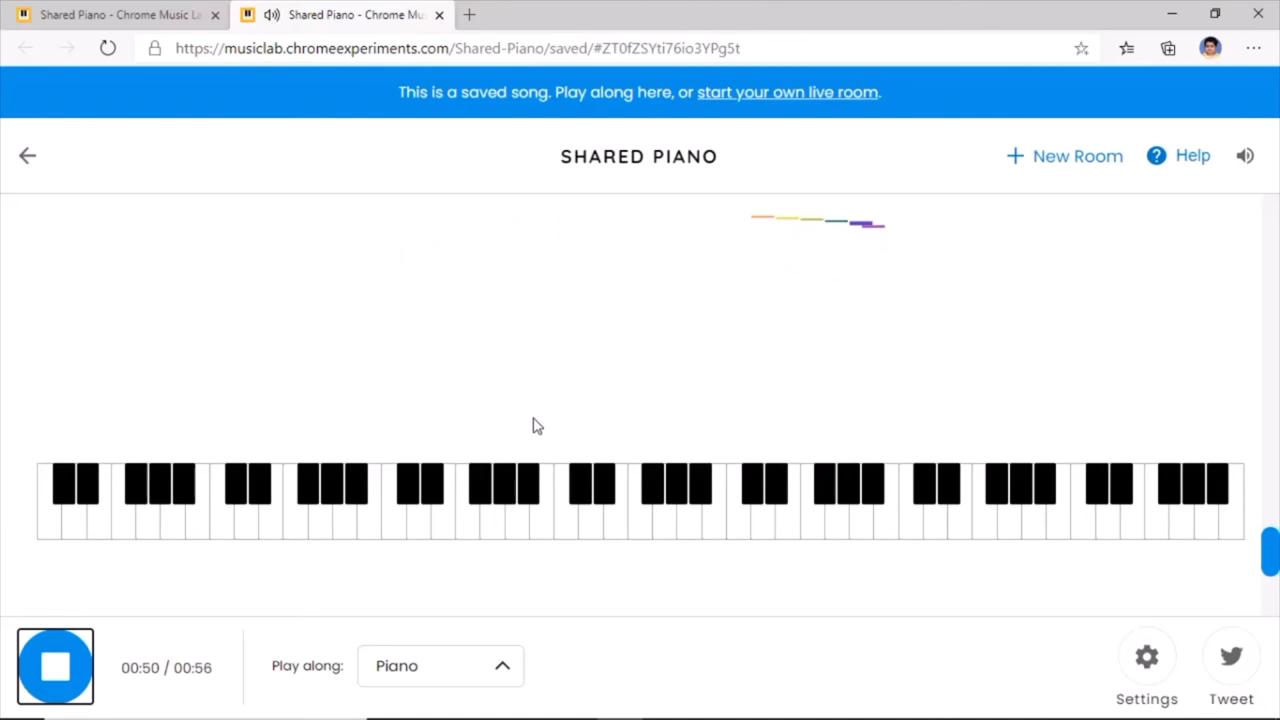 Shared Piano - Chrome Music La
Shared Piano - Chrome Mus
https://musiclab.chromeexperiments.com/Shared-Piano/saved/#ZT0fZSYti76io3YPg5t
This is a saved song. Play along here, or start your own live room.
SHARED PIANO
New Room
Help
00:50 / 00:56
Play along:
Piano
Settings
Tweet